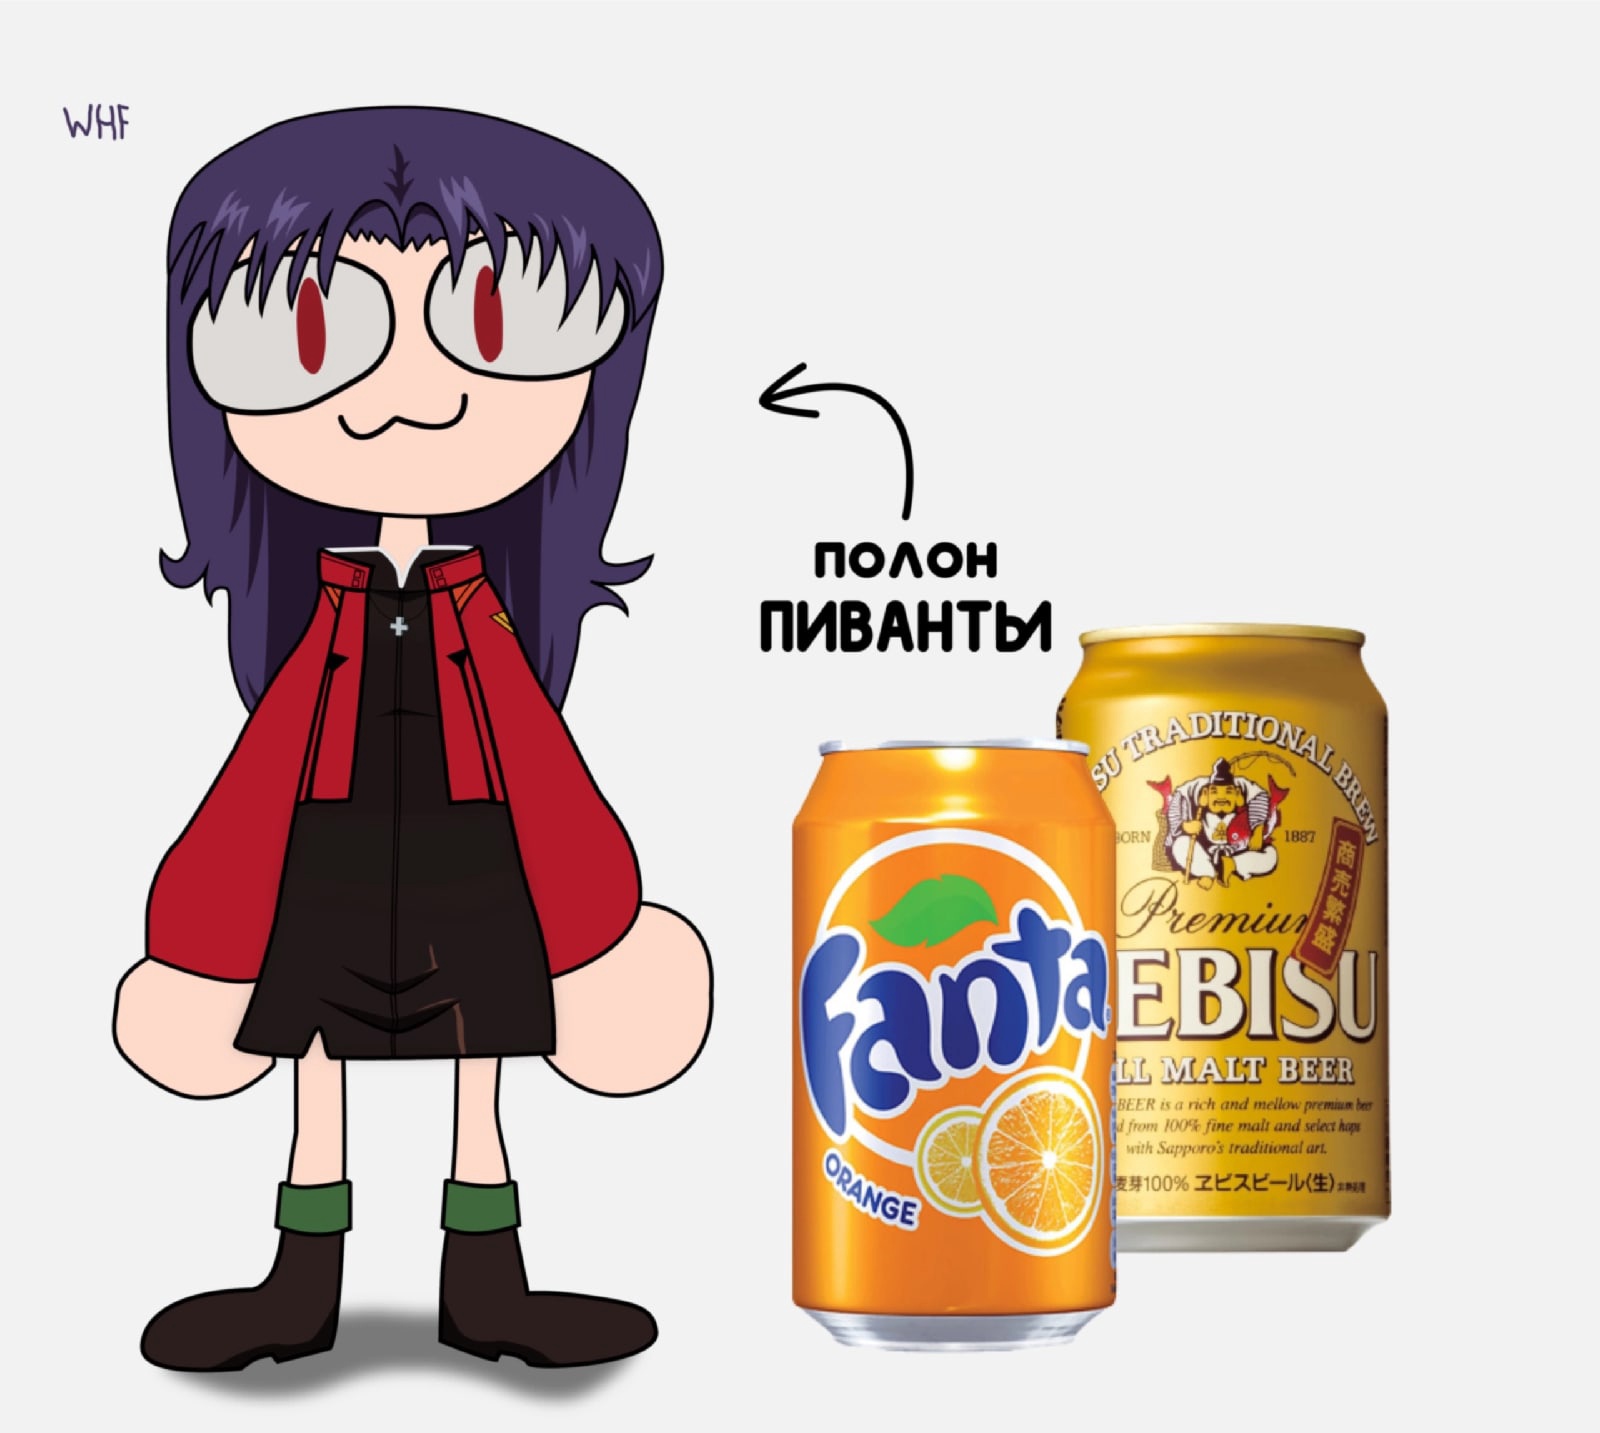 WHF
ПОЛОН
ПИВАНТЫ
Fanta
ORANGE
SU TRADITIONAL BREW
BORN 1887
商売繁盛
Premium
EBISU
LL MALT BEER
BEER is a rich and mellow premium beer
d from 100% fine malt and select hops
with Sapporo's traditional art.
麦芽100% ヱビスビール〈生〉